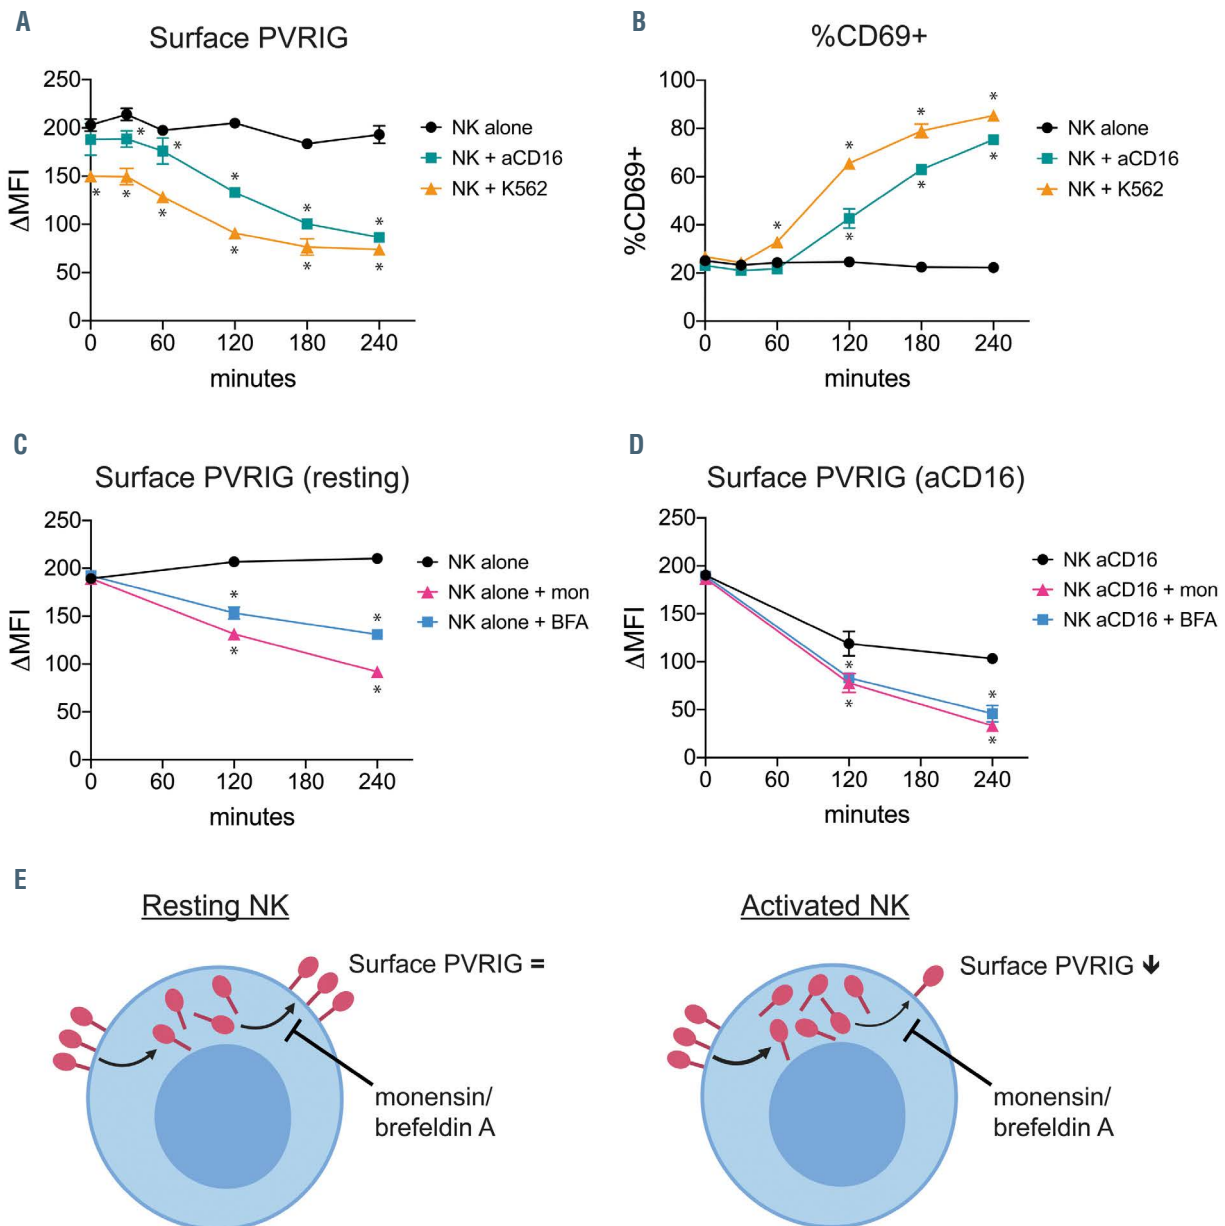 A
Surface PVRIG
250
200
150
100
50
0
ΔMFI
0 60 120 180 240
minutes
NK alone
NK + aCD16
NK + K562
* * * * * *
* * * * * *
B
%CD69+
100
80
60
40
20
0
%CD69+
0 60 120 180 240
minutes
NK alone
NK + aCD16
NK + K562
* * * *
* * *
C
Surface PVRIG (resting)
250
200
150
100
50
0
ΔMFI
0 60 120 180 240
minutes
NK alone
NK alone + mon
NK alone + BFA
* *
* *
D
Surface PVRIG (aCD16)
250
200
150
100
50
0
ΔMFI
0 60 120 180 240
minutes
NK aCD16
NK aCD16 + mon
NK aCD16 + BFA
* *
* *
E
Resting NK
Surface PVRIG =
monensin/
brefeldin A
Activated NK
Surface PVRIG ↓
monensin/
brefeldin A